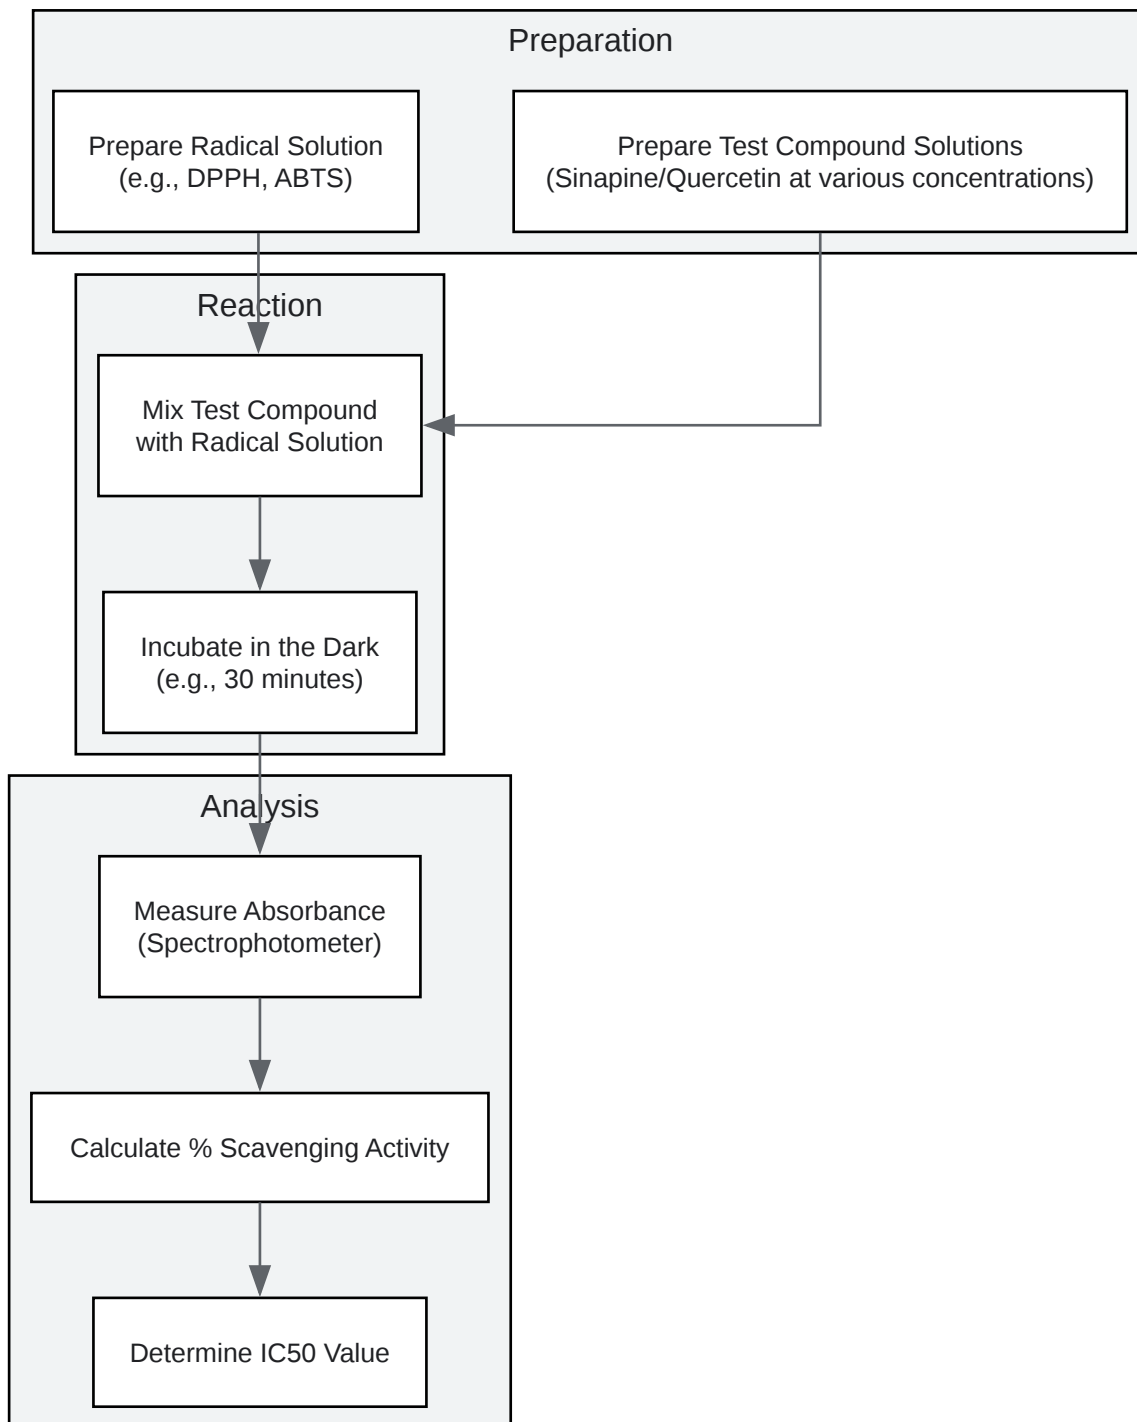 Preparation
Prepare Radical Solution
(e.g., DPPH, ABTS)
Prepare Test Compound Solutions
(Sinapine/Quercetin at various concentrations)
Reaction
Mix Test Compound
with Radical Solution
Incubate in the Dark
(e.g., 30 minutes)
Analysis
Measure Absorbance
(Spectrophotometer)
Calculate % Scavenging Activity
Determine IC50 Value